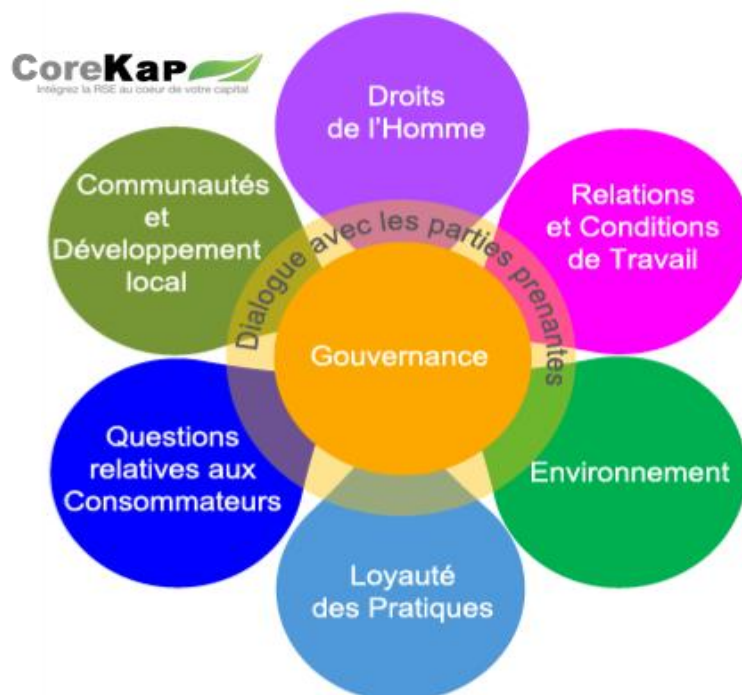 CoreKap
Intégrez la RSE au coeur de votre capital
Droits
de l'Homme
Communautés
et
Développement
local
Relations
et Conditions
de Travail
Dialogue avec les parties prenantes
Gouvernance
Questions
relatives aux
Consommateurs
Environnement
Loyauté
des Pratiques